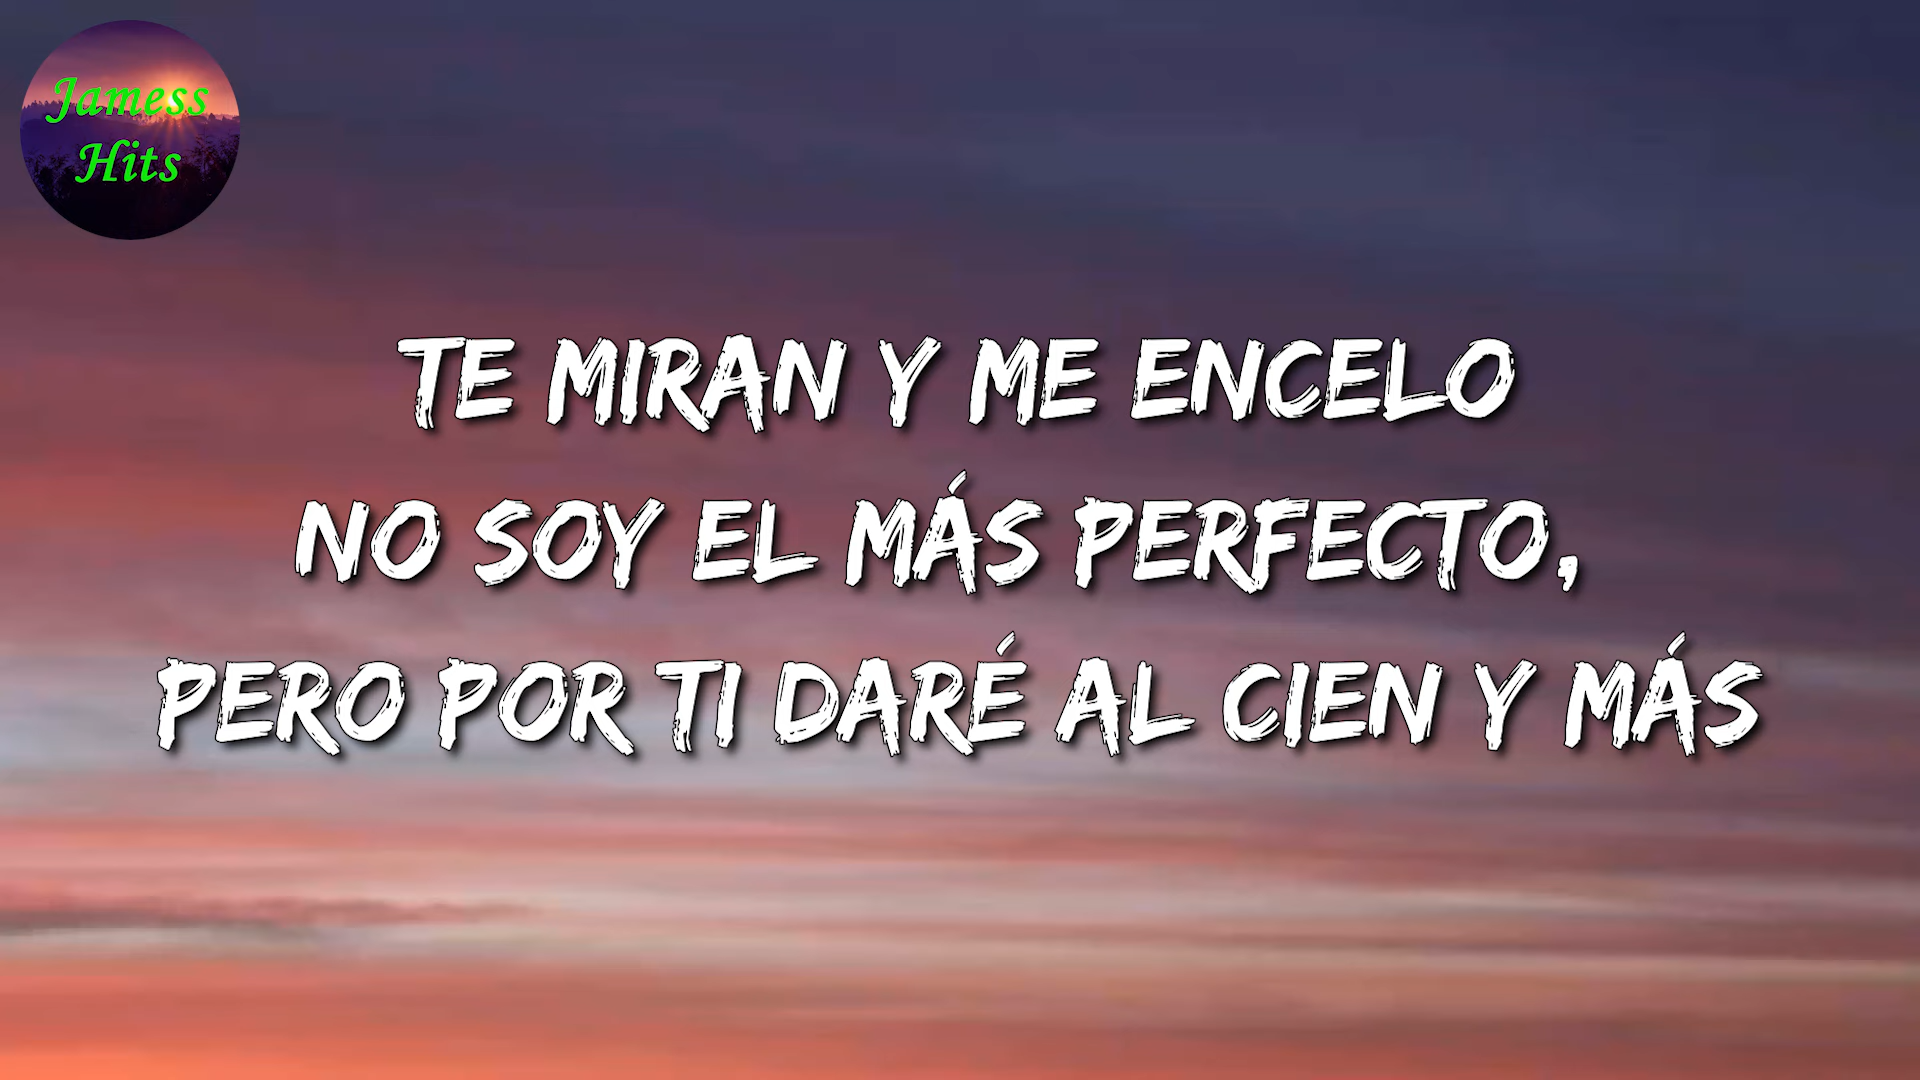 Jamess
Hits
TE MIRAN Y ME ENCELO
NO SOY EL MÁS PERFECTO,
PERO POR TI DARÉ AL CIEN Y MÁS